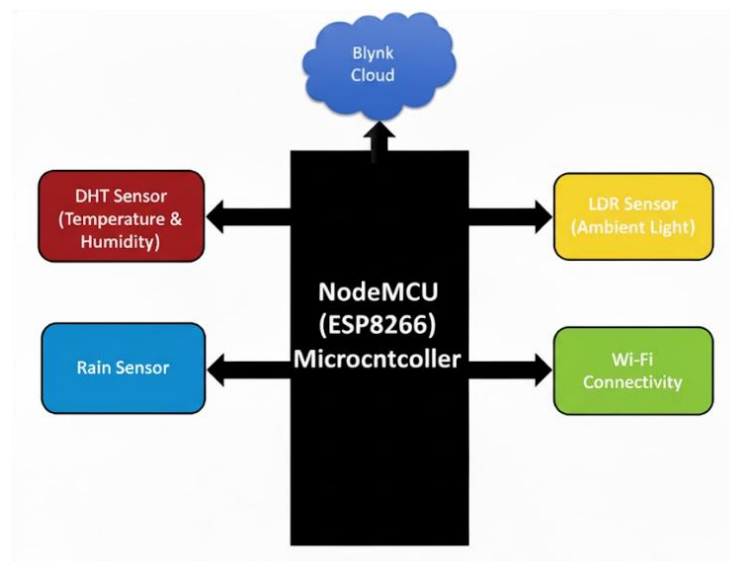 Blynk
Cloud
DHT Sensor
(Temperature &
Humidity)
LDR Sensor
(Ambient Light)
NodeMCU
(ESP8266)
Microcntcoller
Rain Sensor
Wi-Fi
Connectivity